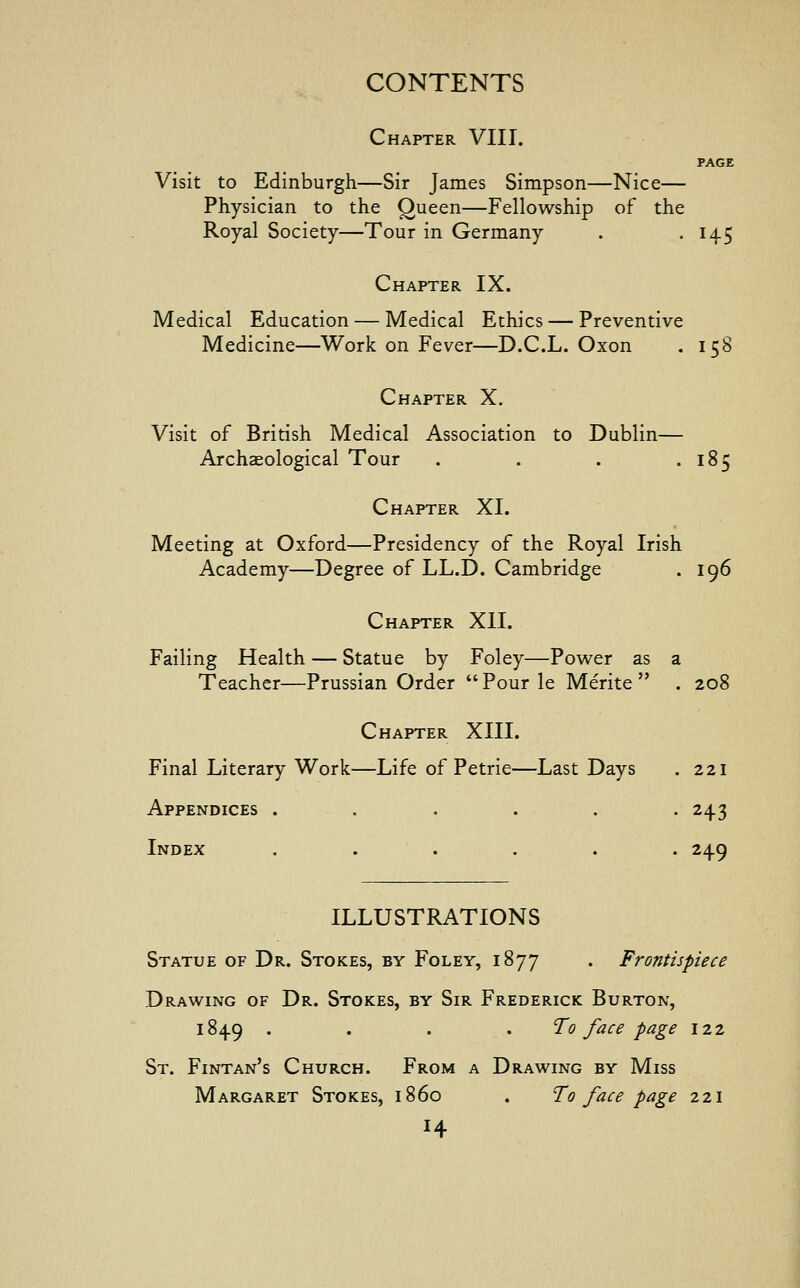 CONTENTS
Chapter VIII.
PAGE
Visit to Edinburgh—Sir James Simpson—Nice—
Physician to the Queen—Fellowship of the
Royal Society—Tour in Germany . . 145
Chapter IX.
Medical Education — Medical Ethics — Preventive
Medicine—Work on Fever—D.C.L. Oxon . 158
Chapter X.
Visit of British Medical Association to Dublin—
Archæological Tour . . . . 185
Chapter XI.
Meeting at Oxford—Presidency of the Royal Irish
Academy—Degree of LL.D. Cambridge . 196
Chapter XII.
Failing Health — Statue by Foley—Power as a
Teacher—Prussian Order “Pour le Mérite” . 208
Chapter XIII.
Final Literary Work—Life of Petrie—Last Days . 221
Appendices . . . . . . 243
Index . . . . . . 249
ILLUSTRATIONS
Statue of Dr. Stokes, by Foley, 1877 . Frontispiece
Drawing of Dr. Stokes, by Sir Frederick Burton,
1849 . . . . To face page 122
St. Fintan’s Church. From a Drawing by Miss
Margaret Stokes, 1860 . To face page 221
14